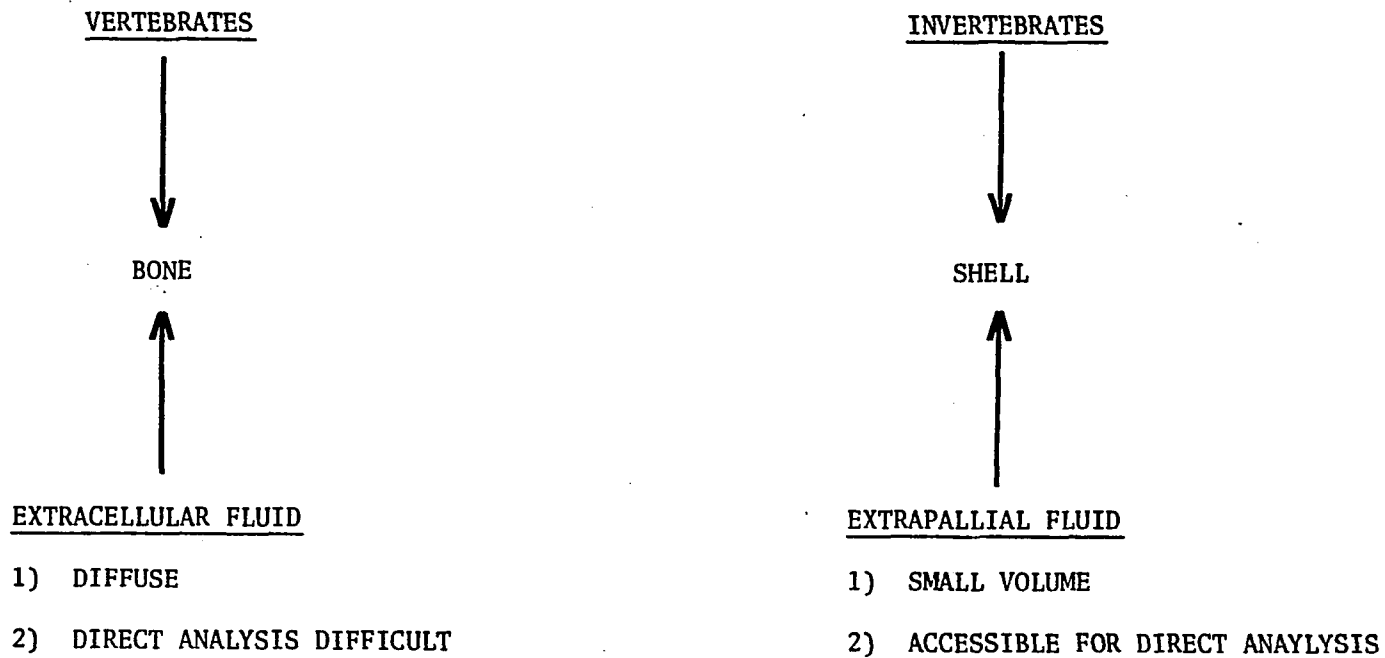 VERTEBRATES
BONE
EXTRACELLULAR FLUID
1) DIFFUSE
2) DIRECT ANALYSIS DIFFICULT
INVERTEBRATES
SHELL
EXTRAPALLIAL FLUID
1) SMALL VOLUME
2) ACCESSIBLE FOR DIRECT ANAYLYSIS